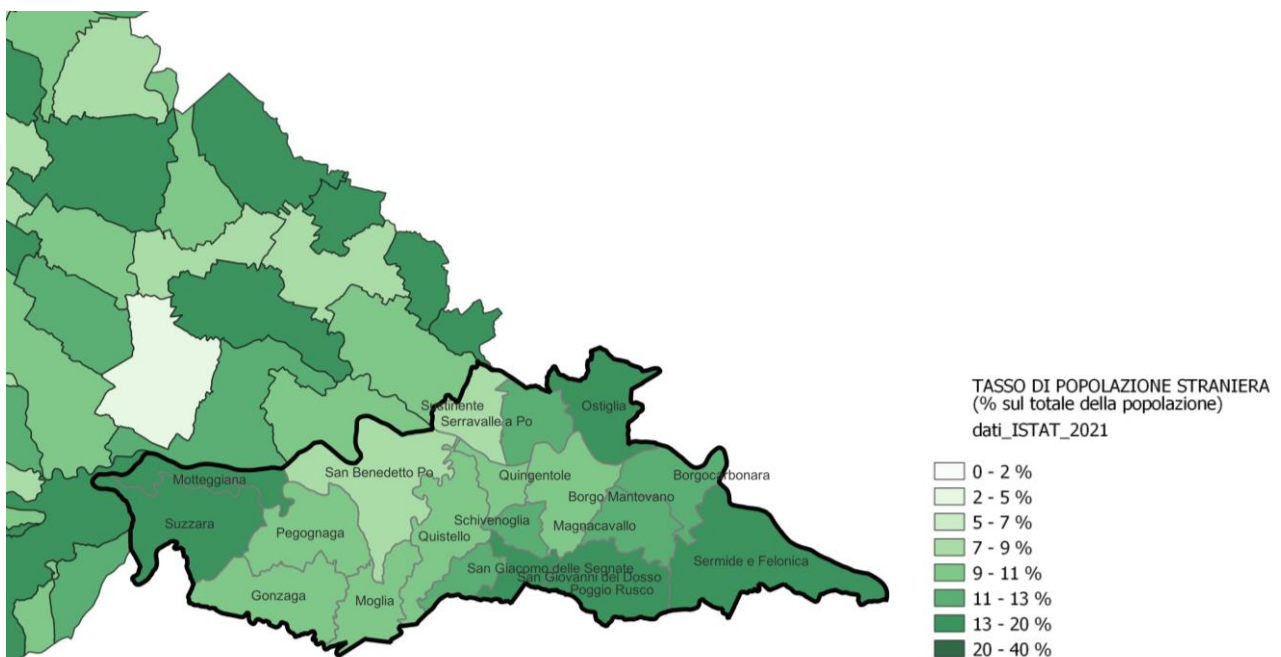 Sustinente
Serravalle a Po
Ostiglia
Motteggiana
San Benedetto Po
Quingentole
Borgocarbonara
Borgo Mantovano
Suzzara
Pegognaga
Schivenoglia
Magnacavallo
Quistello
San Giacomo delle Segnate
San Giovanni del Dosso
Poggio Rusco
Sermide e Felonica
Gonzaga
Moglia
TASSO DI POPOLAZIONE STRANIERA
(% sul totale della popolazione)
dati_ISTAT_2021
0 - 2 %
2 - 5 %
5 - 7 %
7 - 9 %
9 - 11 %
11 - 13 %
13 - 20 %
20 - 40 %